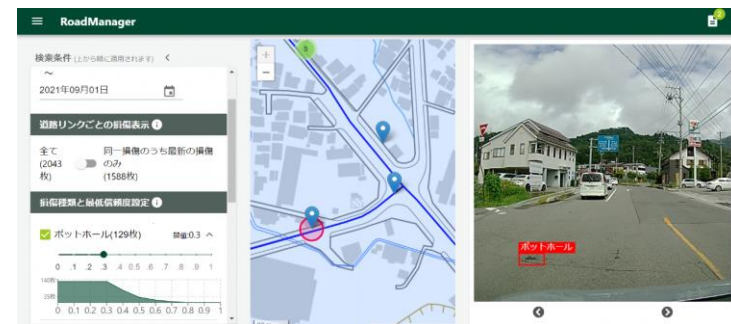 RoadManager
2
検索条件 (上から順に適用されます)
～
2021年09月01日
道路リンクごとの損傷表示
全て
(2043
枚)
同一損傷のうち最新の損傷
のみ
(1588枚)
損傷種類と最低信頼度設定
ポットホール(129枚)
閾値:0.3
0 .1 .2 .3 .4 0.5 .6 .7 .8 .9 1
140枚
0 0.1 0.2 0.3 0.4 0.5 0.6 0.7 0.8 0.9 1
+
−
ポットホール